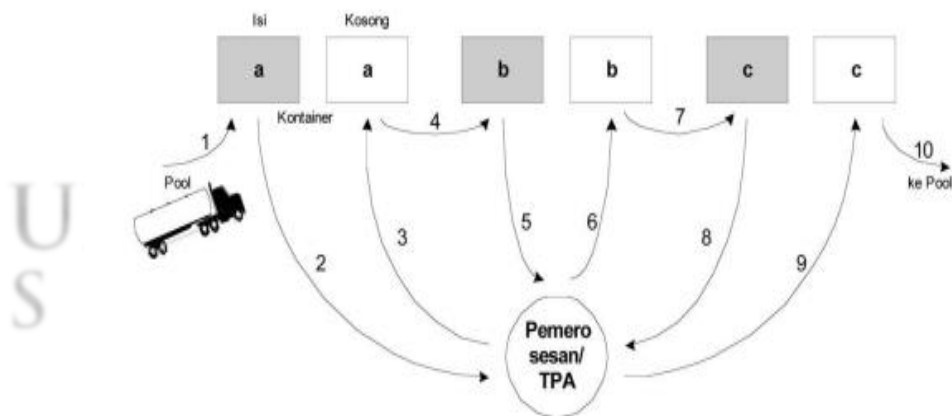 Isi
Kosong
a
a
b
b
c
c
Kontainer
1
4
7
10
Pool
ke Pool
U
S
2
3
5
6
8
9
Pemero
sesan/
TPA